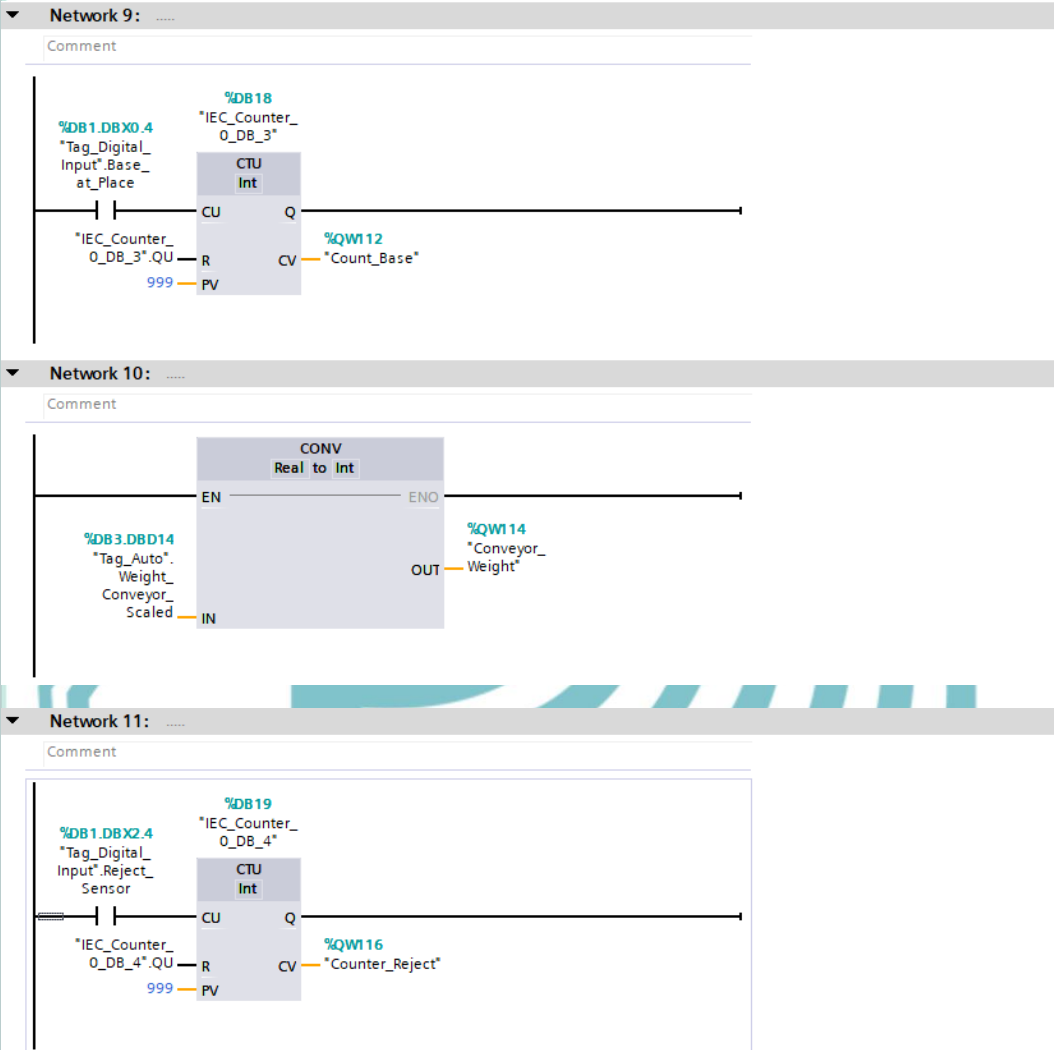 Network 9: .....
Comment
%DB18
"IEC_Counter_
0_DB_3"
%DB1.DBX0.4
"Tag_Digital_
Input".Base_
at_Place
CTU
Int
CU Q
"IEC_Counter_
0_DB_3".QU
R
%QW112
CV "Count_Base"
999 PV
Network 10: .....
Comment
CONV
Real to Int
EN ENO
%DB3.DBD14
"Tag_Auto".
Weight_
Conveyor_
Scaled
IN
%QW114
"Conveyor_
Weight"
OUT
Network 11: .....
Comment
%DB19
"IEC_Counter_
0_DB_4"
%DB1.DBX2.4
"Tag_Digital_
Input".Reject_
Sensor
CTU
Int
CU Q
"IEC_Counter_
0_DB_4".QU
R
%QW116
CV "Counter_Reject"
999 PV